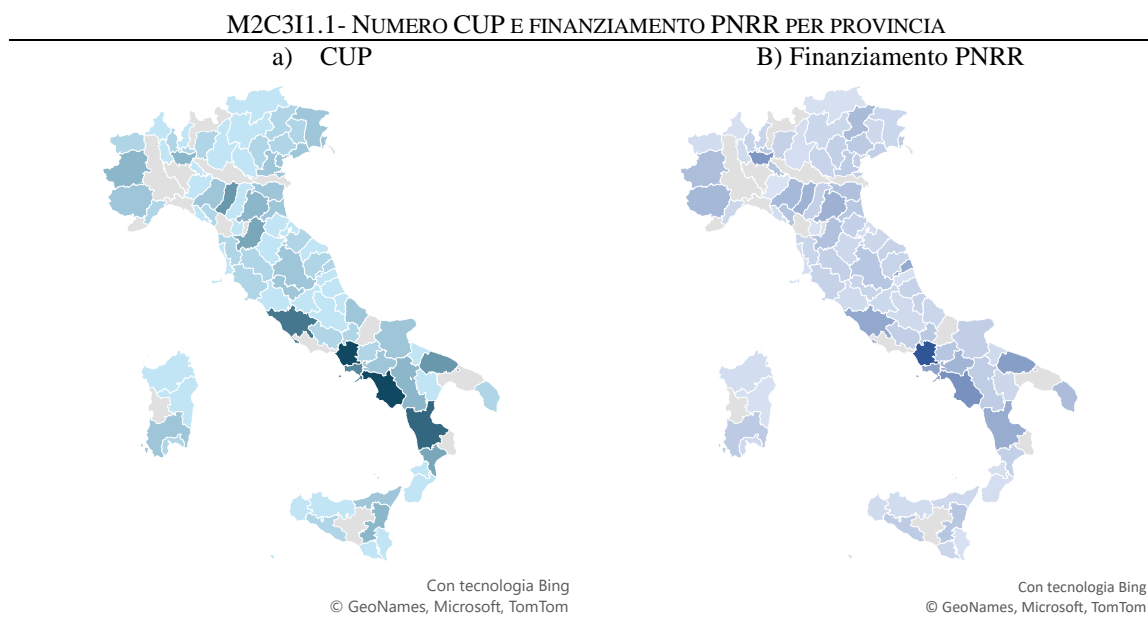 M2C3I1.1- NUMERO CUP E FINANZIAMENTO PNRR PER PROVINCIA
a) CUP
B) Finanziamento PNRR
Con tecnologia Bing
© GeoNames, Microsoft, TomTom
Con tecnologia Bing
© GeoNames, Microsoft, TomTom